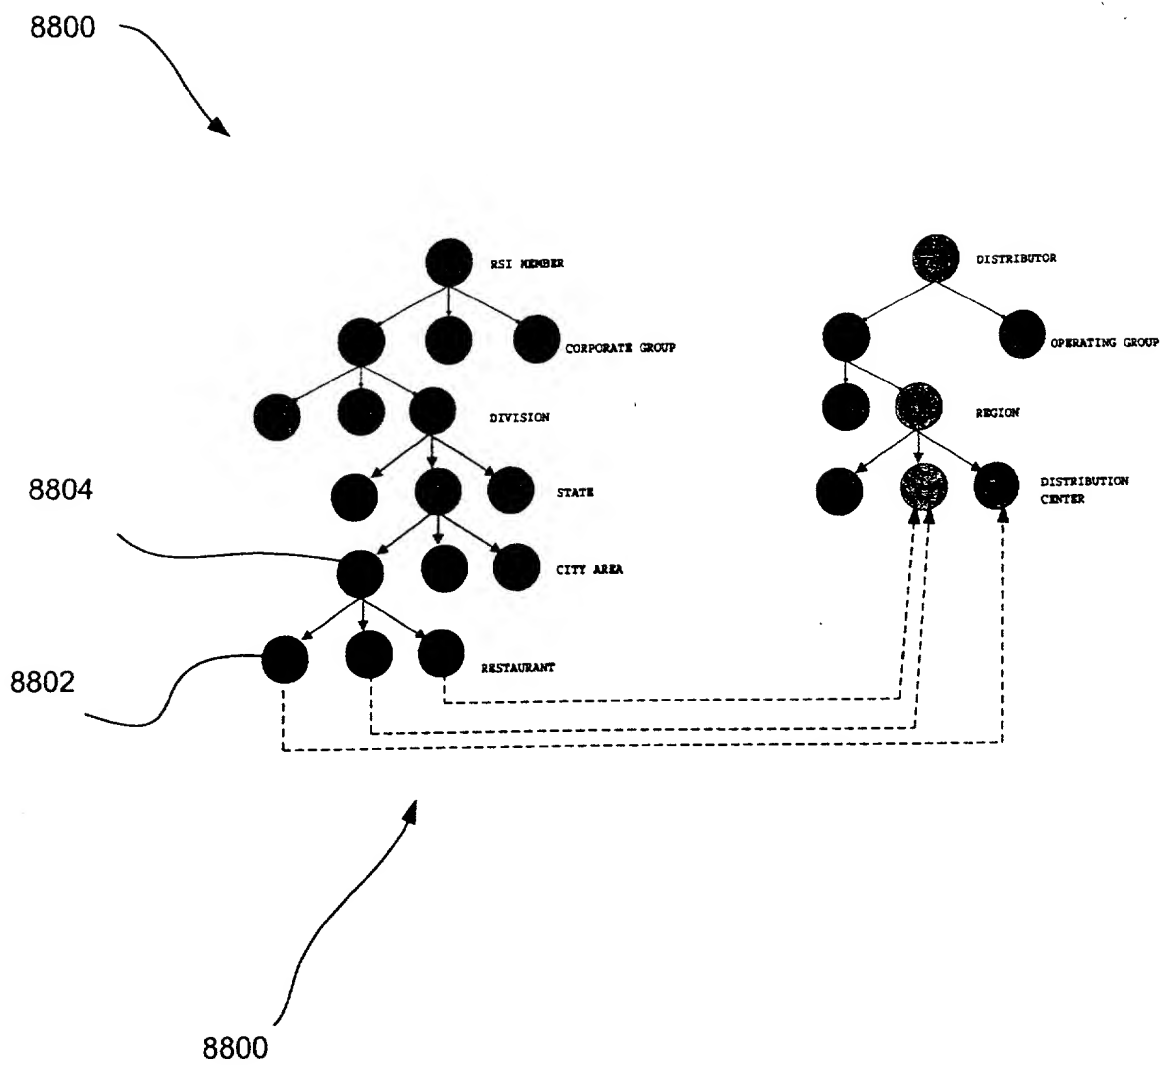 8800
RSI MEMBER
DISTRIBUTOR
CORPORATE GROUP
OPERATING GROUP
DIVISION
REGION
8804
STATE
DISTRIBUTION
CENTER
CITY AREA
8802
RESTAURANT
8800